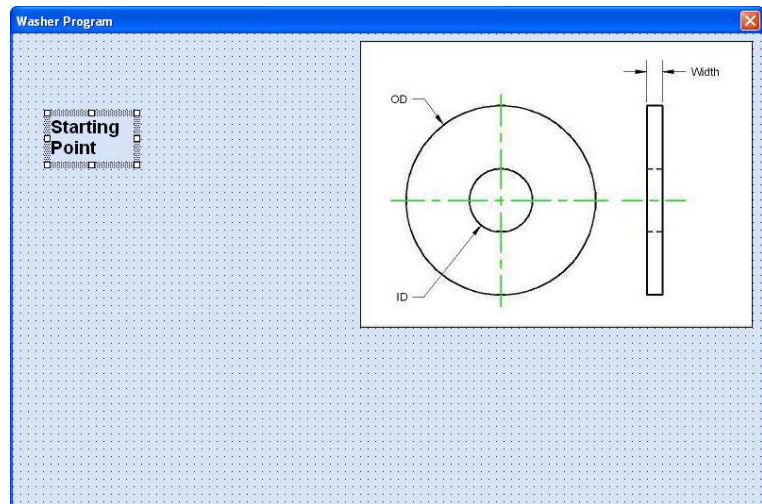 Washer Program
Starting
Point
OD
Width
ID